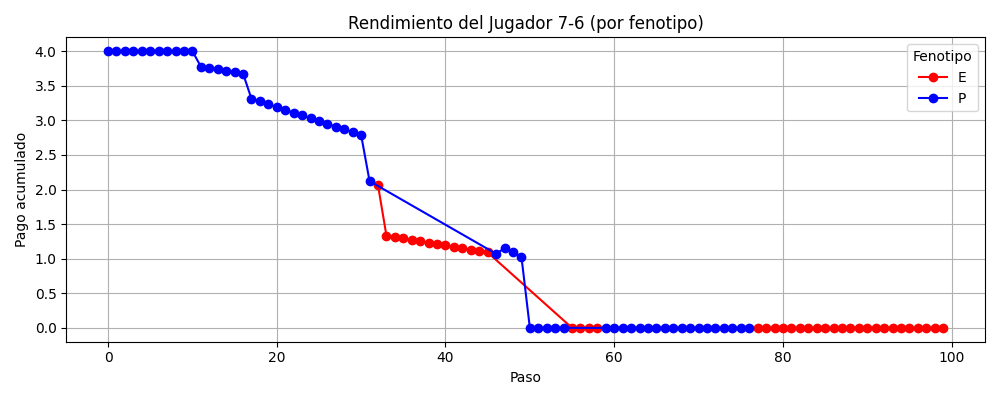 Rendimiento del Jugador 7-6 (por fenotipo)
Pago acumulado
4.0
3.5
3.0
2.5
2.0
1.5
1.0
0.5
0.0
Fenotipo
E
P
0 20 40 60 80 100
Paso